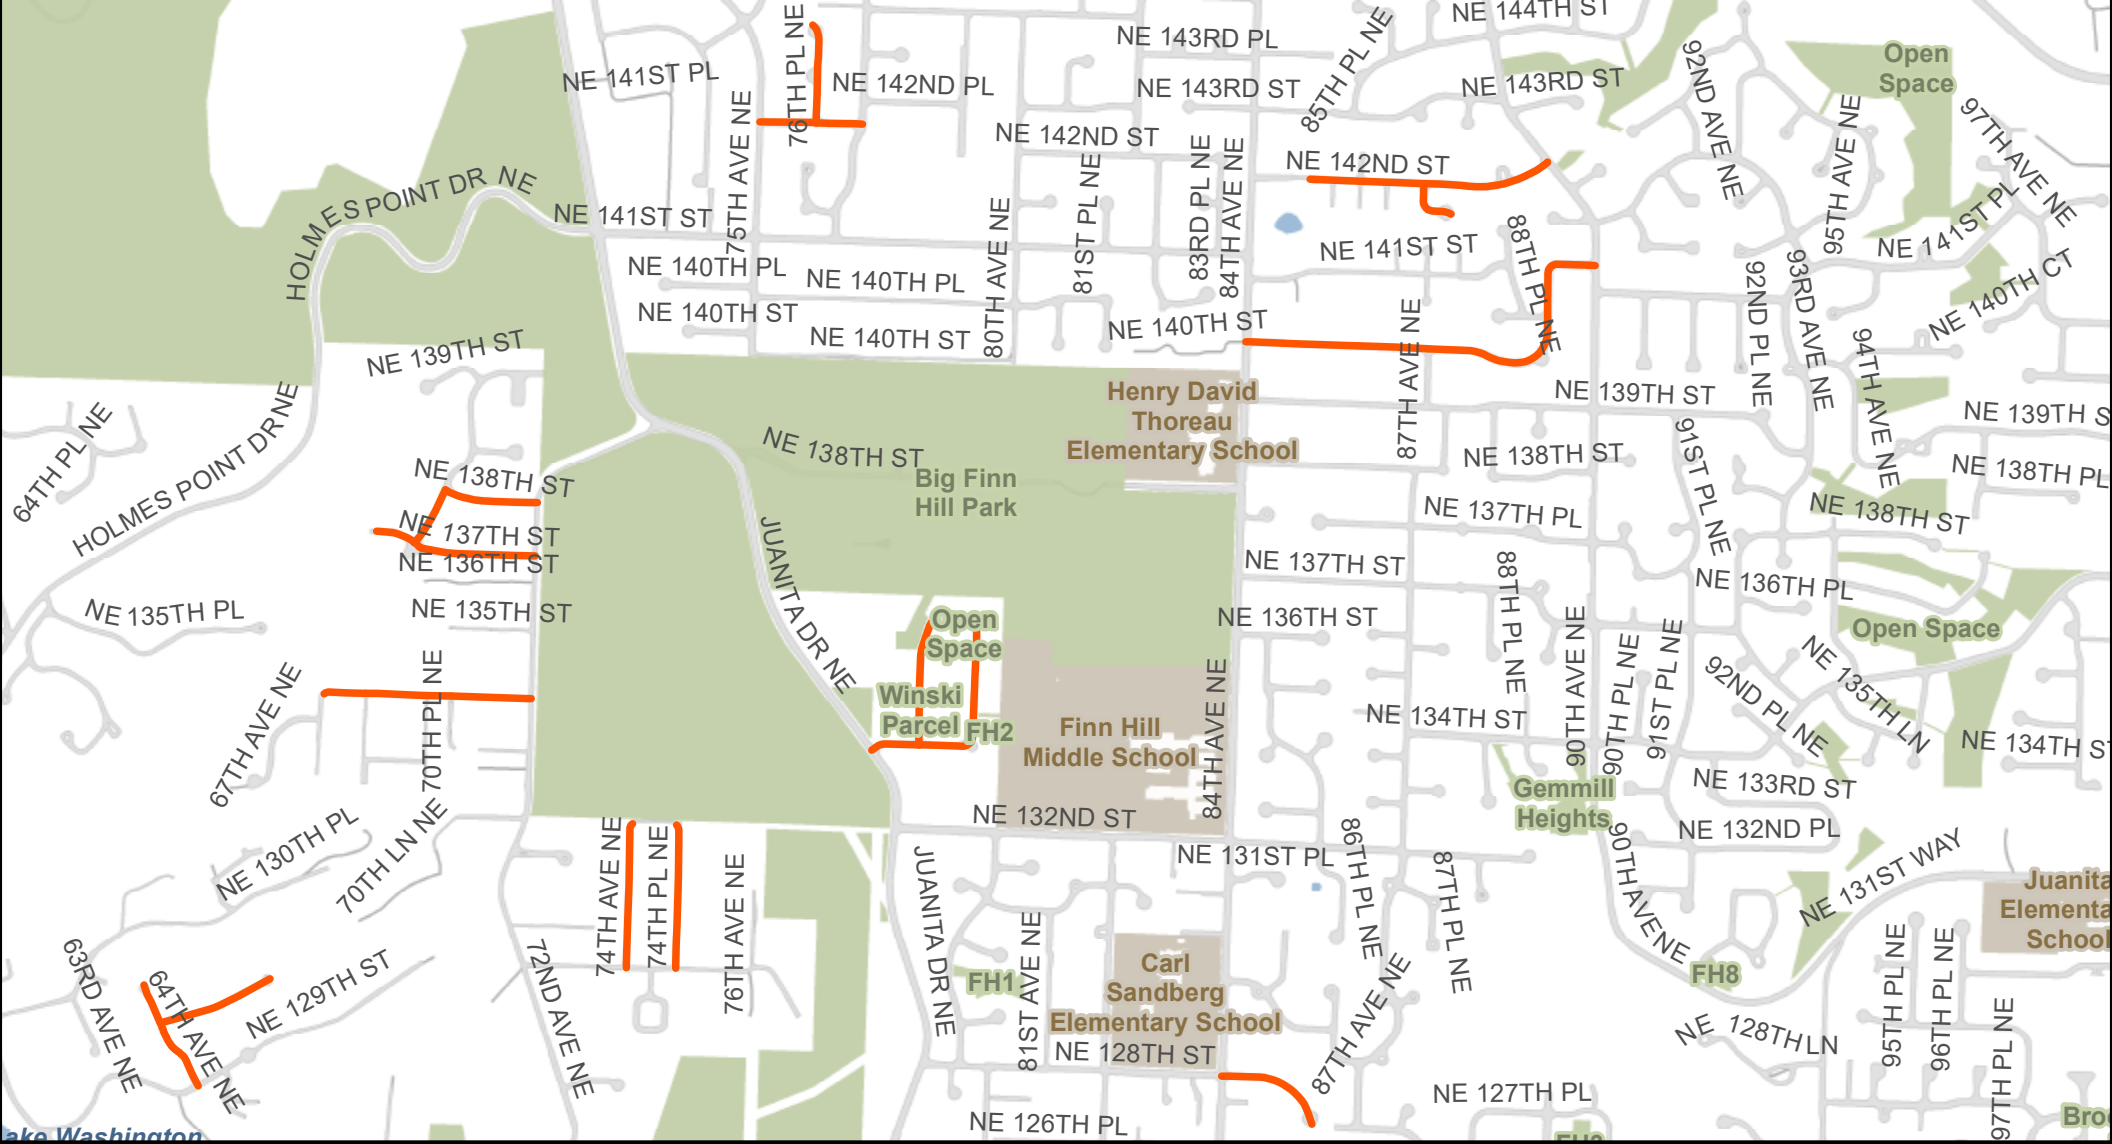 NE 144TH ST
76TH PL NE
NE 143RD PL
85TH PL NE
NE 141ST PL
NE 142ND PL
NE 143RD ST
NE 143RD ST
92ND AVE NE
Open
Space
97TH AVE NE
75TH AVE NE
NE 142ND ST
83RD PL NE
84TH AVE NE
NE 142ND ST
95TH AVE NE
HOLMES POINT DR NE
NE 141ST ST
80TH AVE NE
81ST PL NE
NE 141ST ST
88TH PL NE
NE 141ST PL
NE 140TH PL
NE 140TH PL
92ND PL NE
93RD AVE NE
NE 140TH CT
NE 140TH ST
NE 140TH ST
NE 140TH ST
87TH AVE NE
94TH AVE NE
NE 139TH ST
Henry David
Thoreau
Elementary School
NE 139TH ST
NE 139TH S
64TH PL NE
HOLMES POINT DR NE
NE 138TH ST
NE 138TH ST
91ST PL NE
NE 138TH PL
NE 138TH ST
Big Finn
Hill Park
NE 137TH PL
NE 138TH ST
NE 137TH ST
NE 136TH ST
JUANITA DR NE
NE 137TH ST
88TH PL NE
NE 136TH PL
NE 135TH PL
NE 135TH ST
Open
Space
NE 136TH ST
90TH AVE NE
90TH PL NE
91ST PL NE
Open Space
67TH AVE NE
70TH PL NE
Winski
Parcel
FH2
Finn Hill
Middle School
84TH AVE NE
NE 134TH ST
92ND PL NE
NE 135TH LN
NE 134TH S
NE 133RD ST
Gemmill
Heights
NE 130TH PL
70TH LN NE
74TH AVE NE
74TH PL NE
76TH AVE NE
NE 132ND ST
NE 131ST PL
86TH PL NE
87TH PL NE
90TH AVE NE
NE 132ND PL
NE 131ST WAY
Juanita
Elementa
School
JUANITA DR NE
81ST AVE NE
63RD AVE NE
64TH AVE NE
NE 129TH ST
72ND AVE NE
FH1
Carl
Sandberg
Elementary School
87TH AVE NE
FH8
95TH PL NE
96TH PL NE
97TH PL NE
NE 128TH ST
NE 128TH LN
NE 126TH PL
NE 127TH PL
Bro
ake Washington